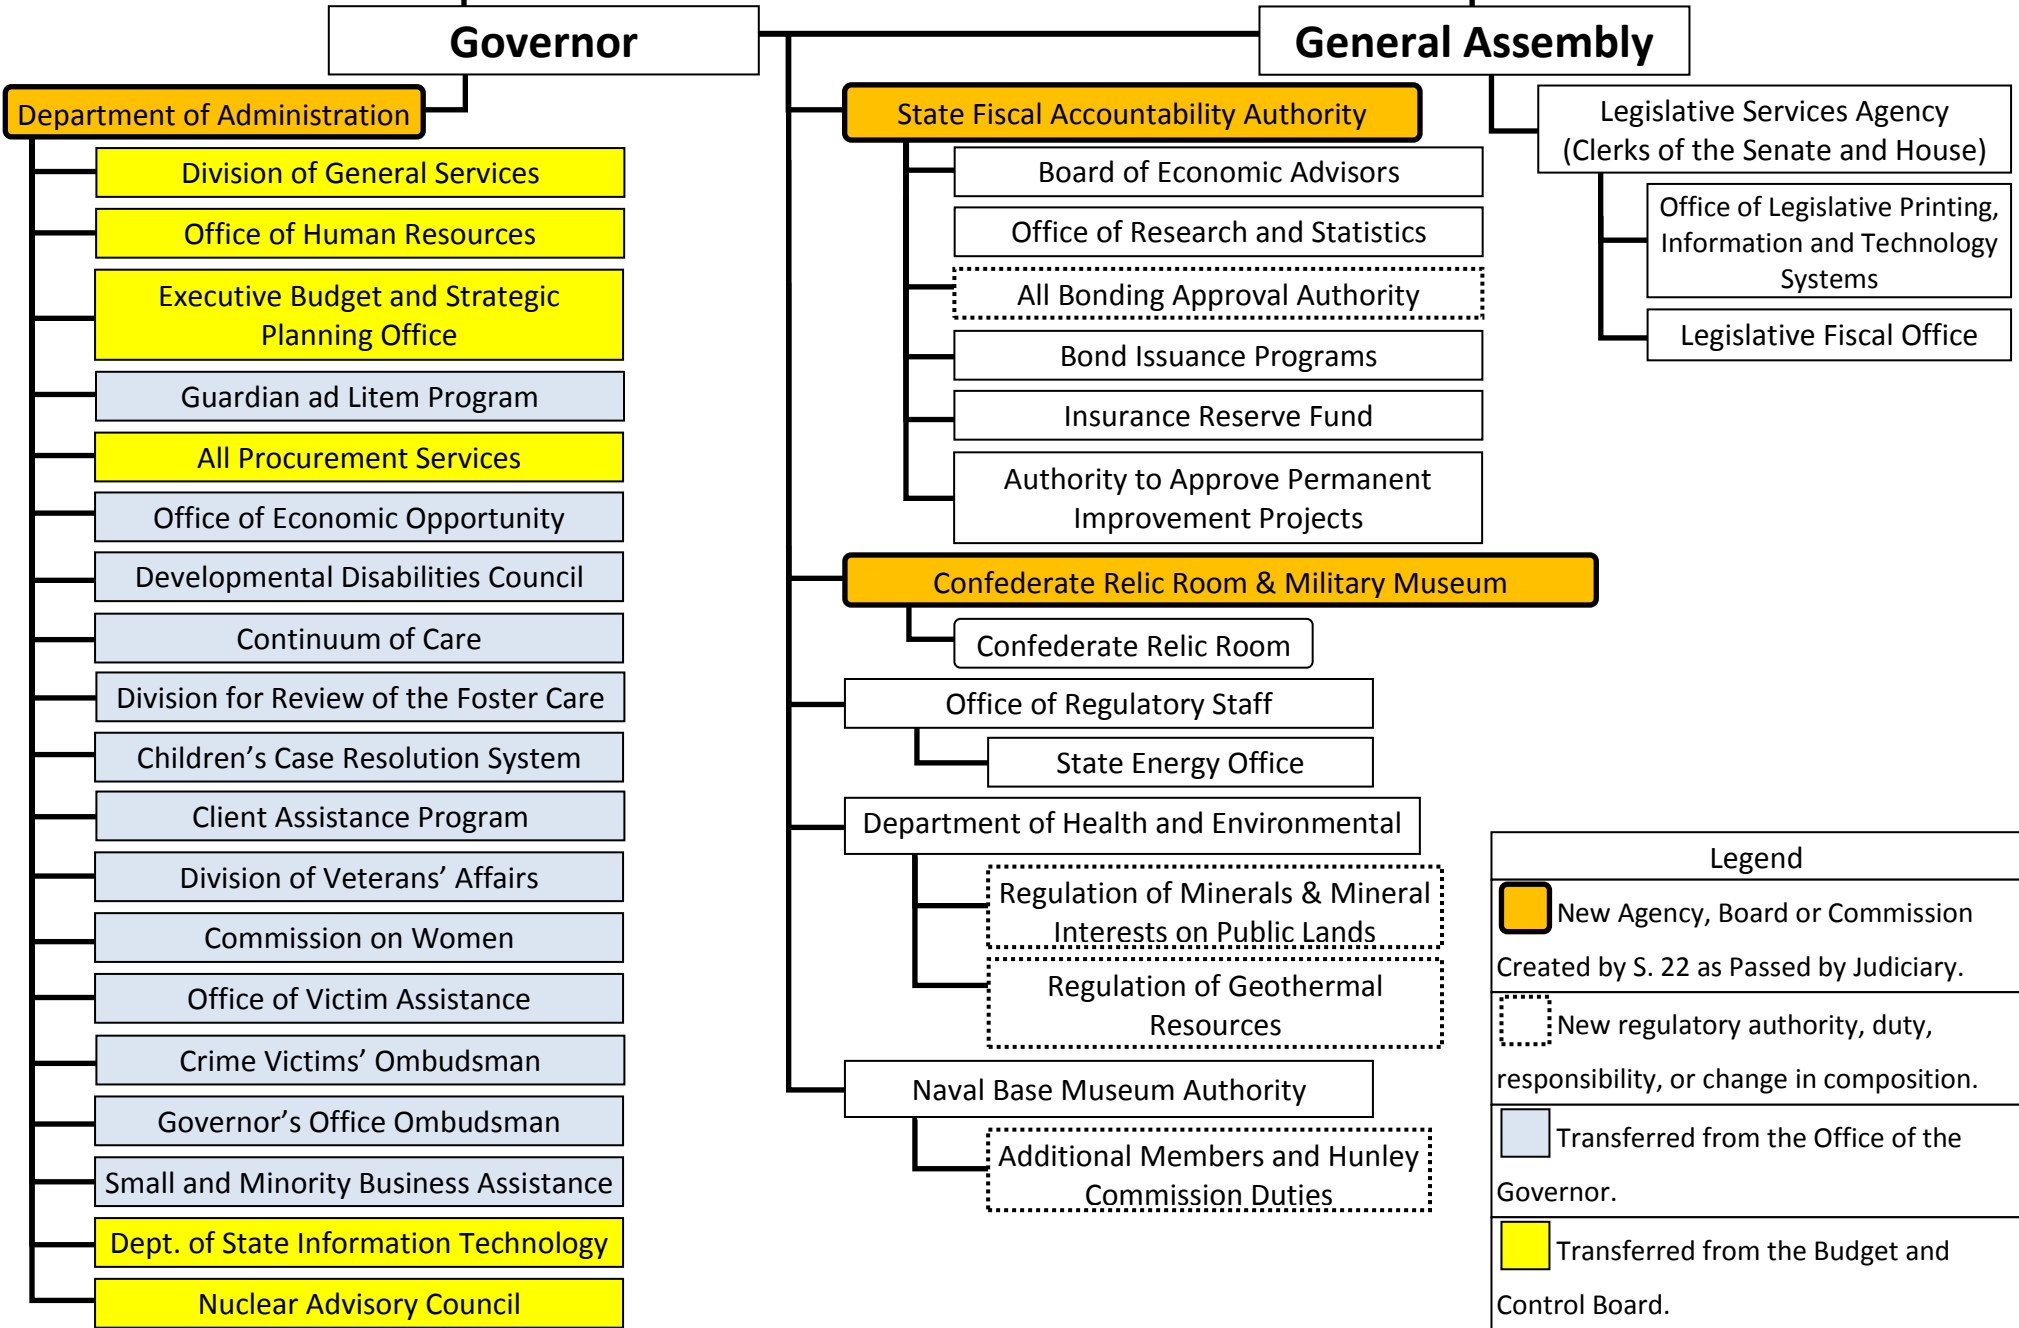 Governor
General Assembly
Department of Administration
Division of General Services
Office of Human Resources
Executive Budget and Strategic
Planning Office
Guardian ad Litem Program
All Procurement Services
Office of Economic Opportunity
Developmental Disabilities Council
Continuum of Care
Division for Review of the Foster Care
Children’s Case Resolution System
Client Assistance Program
Division of Veterans’ Affairs
Commission on Women
Office of Victim Assistance
Crime Victims’ Ombudsman
Governor’s Office Ombudsman
Small and Minority Business Assistance
Dept. of State Information Technology
Nuclear Advisory Council
State Fiscal Accountability Authority
Board of Economic Advisors
Office of Research and Statistics
All Bonding Approval Authority
Bond Issuance Programs
Insurance Reserve Fund
Authority to Approve Permanent
Improvement Projects
Confederate Relic Room & Military Museum
Confederate Relic Room
Office of Regulatory Staff
State Energy Office
Department of Health and Environmental
Regulation of Minerals & Mineral
Interests on Public Lands
Regulation of Geothermal
Resources
Naval Base Museum Authority
Additional Members and Hunley
Commission Duties
Legislative Services Agency
(Clerks of the Senate and House)
Office of Legislative Printing,
Information and Technology
Systems
Legislative Fiscal Office
Legend
New Agency, Board or Commission
Created by S. 22 as Passed by Judiciary.
New regulatory authority, duty,
responsibility, or change in composition.
Transferred from the Office of the
Governor.
Transferred from the Budget and
Control Board.